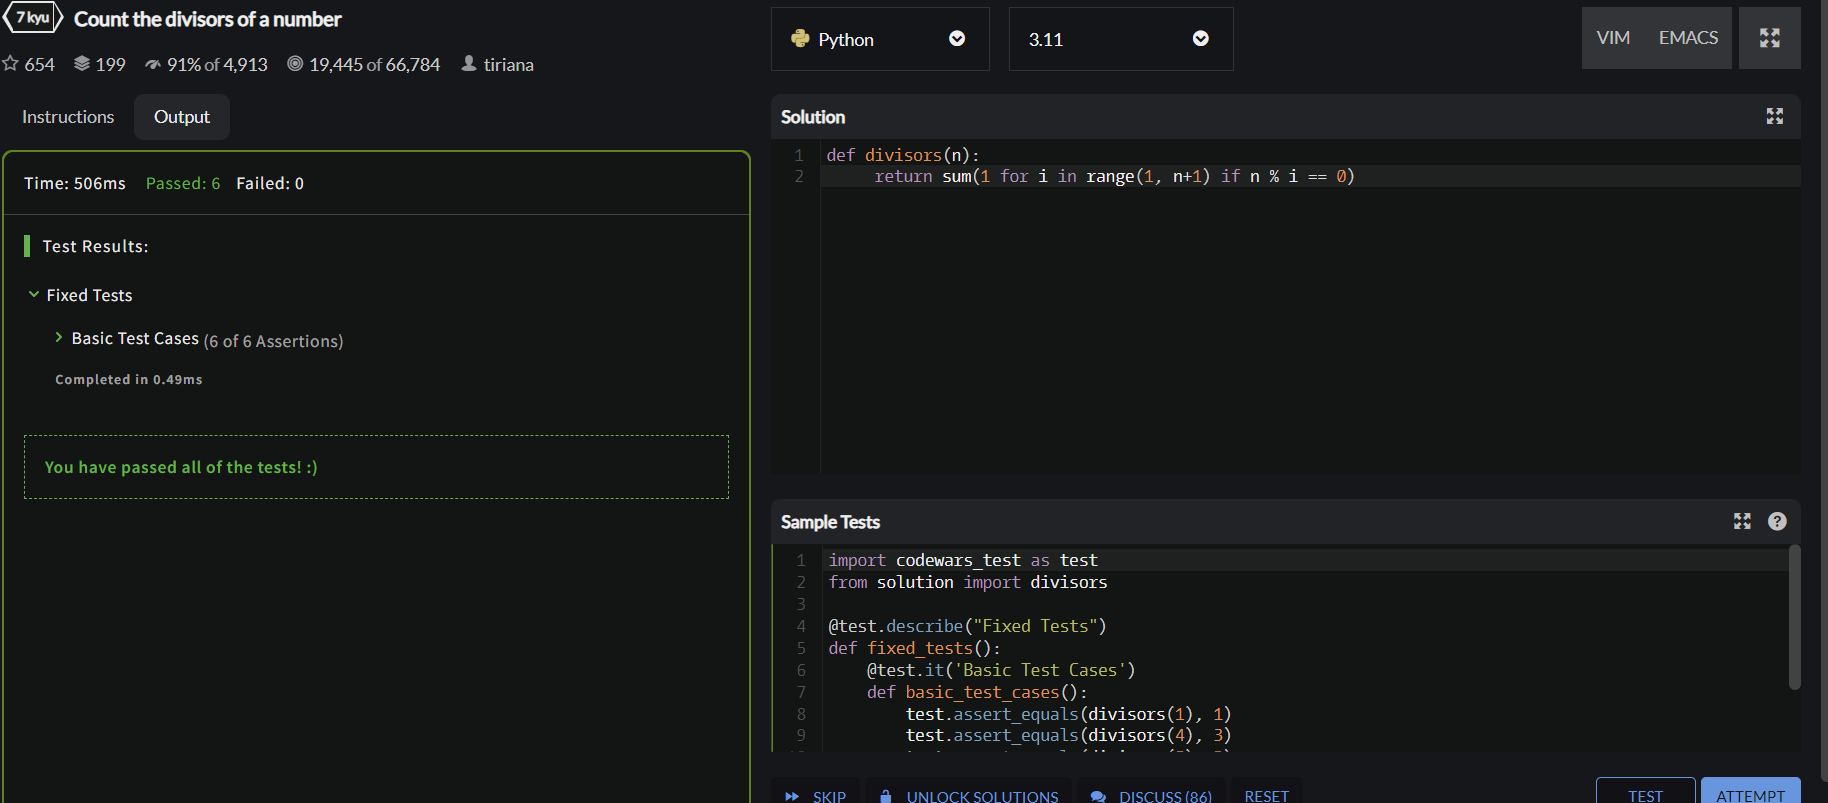 7 kyu Count the divisors of a number
654 199 91% of 4,913 19,445 of 66,784 tiriana
Instructions Output
Time: 506ms Passed: 6 Failed: 0
Test Results:
Fixed Tests
Basic Test Cases (6 of 6 Assertions)
Completed in 0.49ms
You have passed all of the tests! :)
Python 3.11 VIM EMACS
Solution
1 def divisors(n):
2 return sum(1 for i in range(1, n+1) if n % i == 0)
Sample Tests ?
1 import codewars_test as test
2 from solution import divisors
3
4 @test.describe("Fixed Tests")
5 def fixed_tests():
6 @test.it('Basic Test Cases')
7 def basic_test_cases():
8 test.assert_equals(divisors(1), 1)
9 test.assert_equals(divisors(4), 3)
SKIP UNLOCK SOLUTIONS DISCUSS (86) RESET TEST ATTEMPT